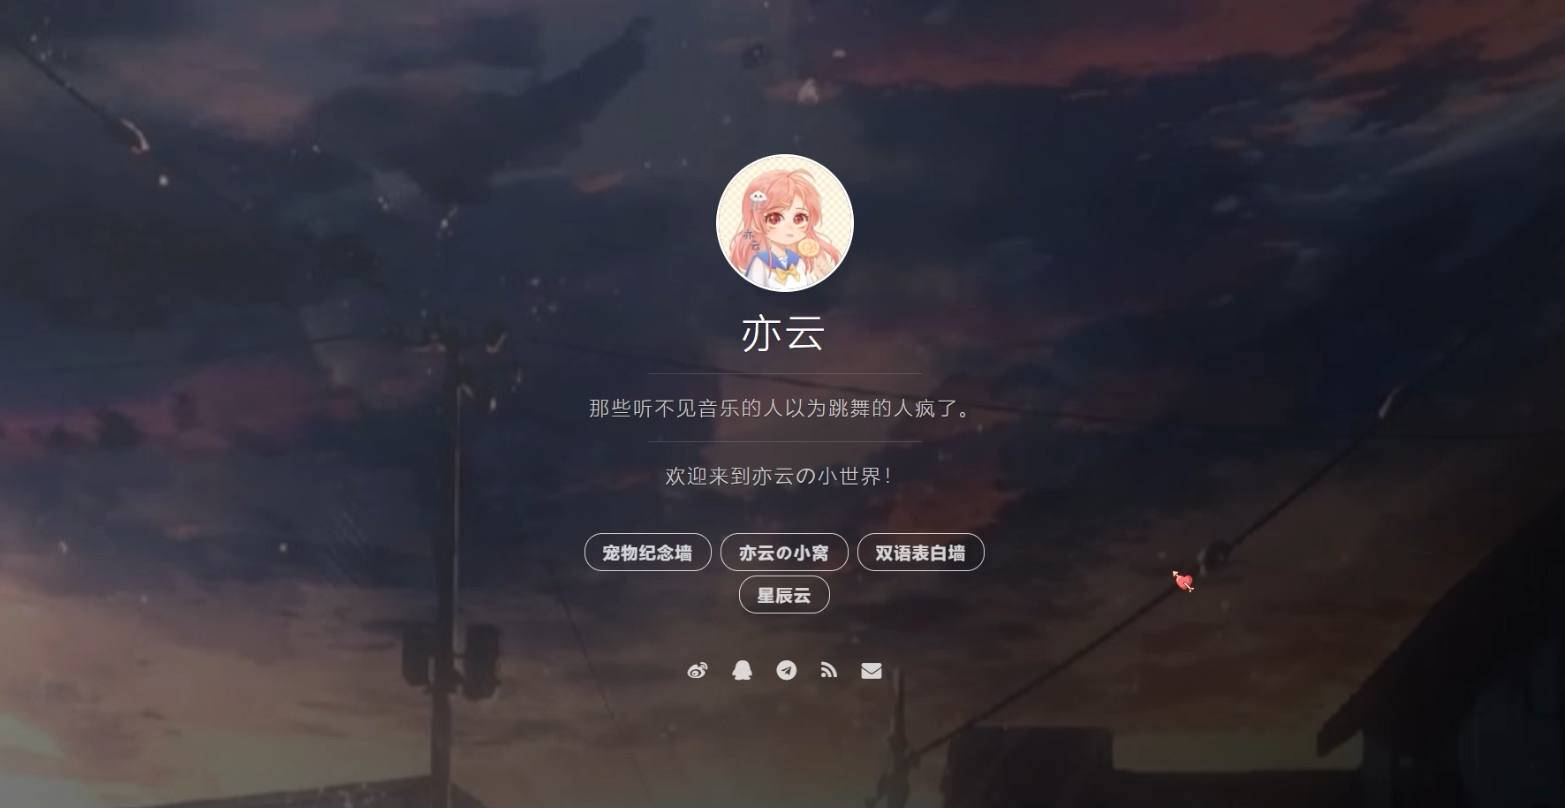 亦云
亦云
那些听不见音乐的人以为跳舞的人疯了。
欢迎来到亦云の小世界！
宠物纪念墙 亦云の小窝 双语表白墙
星辰云